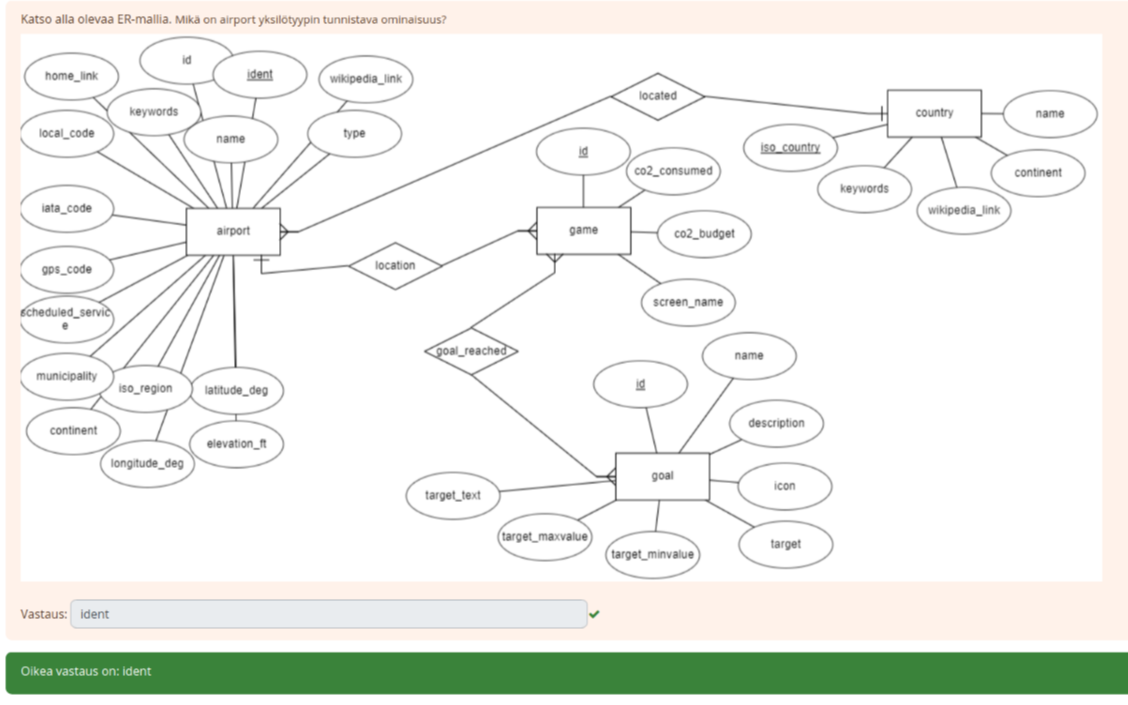 Katso alla olevaa ER-mallia. Mikä on airport yksilötyypin tunnistava ominaisuus?
id
home_link
ident
wikipedia_link
keywords
local_code
name
type
located
country
name
iso_country
id
co2_consumed
continent
keywords
wikipedia_link
iata_code
airport
game
co2_budget
location
gps_code
scheduled_servic
e
screen_name
goal_reached
name
municipality
iso_region
latitude_deg
id
description
continent
elevation_ft
longitude_deg
goal
icon
target_text
target_maxvalue
target_minvalue
target
Vastaus: ident
Oikea vastaus on: ident